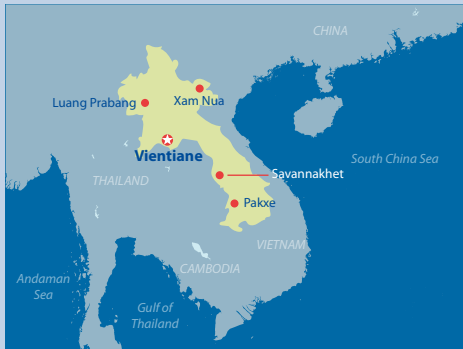 CHINA
Luang Prabang
Xam Nua
Vientiane
South China Sea
THAILAND
Savannakhet
Pakxe
VIETNAM
CAMBODIA
Andaman
Sea
Gulf of
Thailand